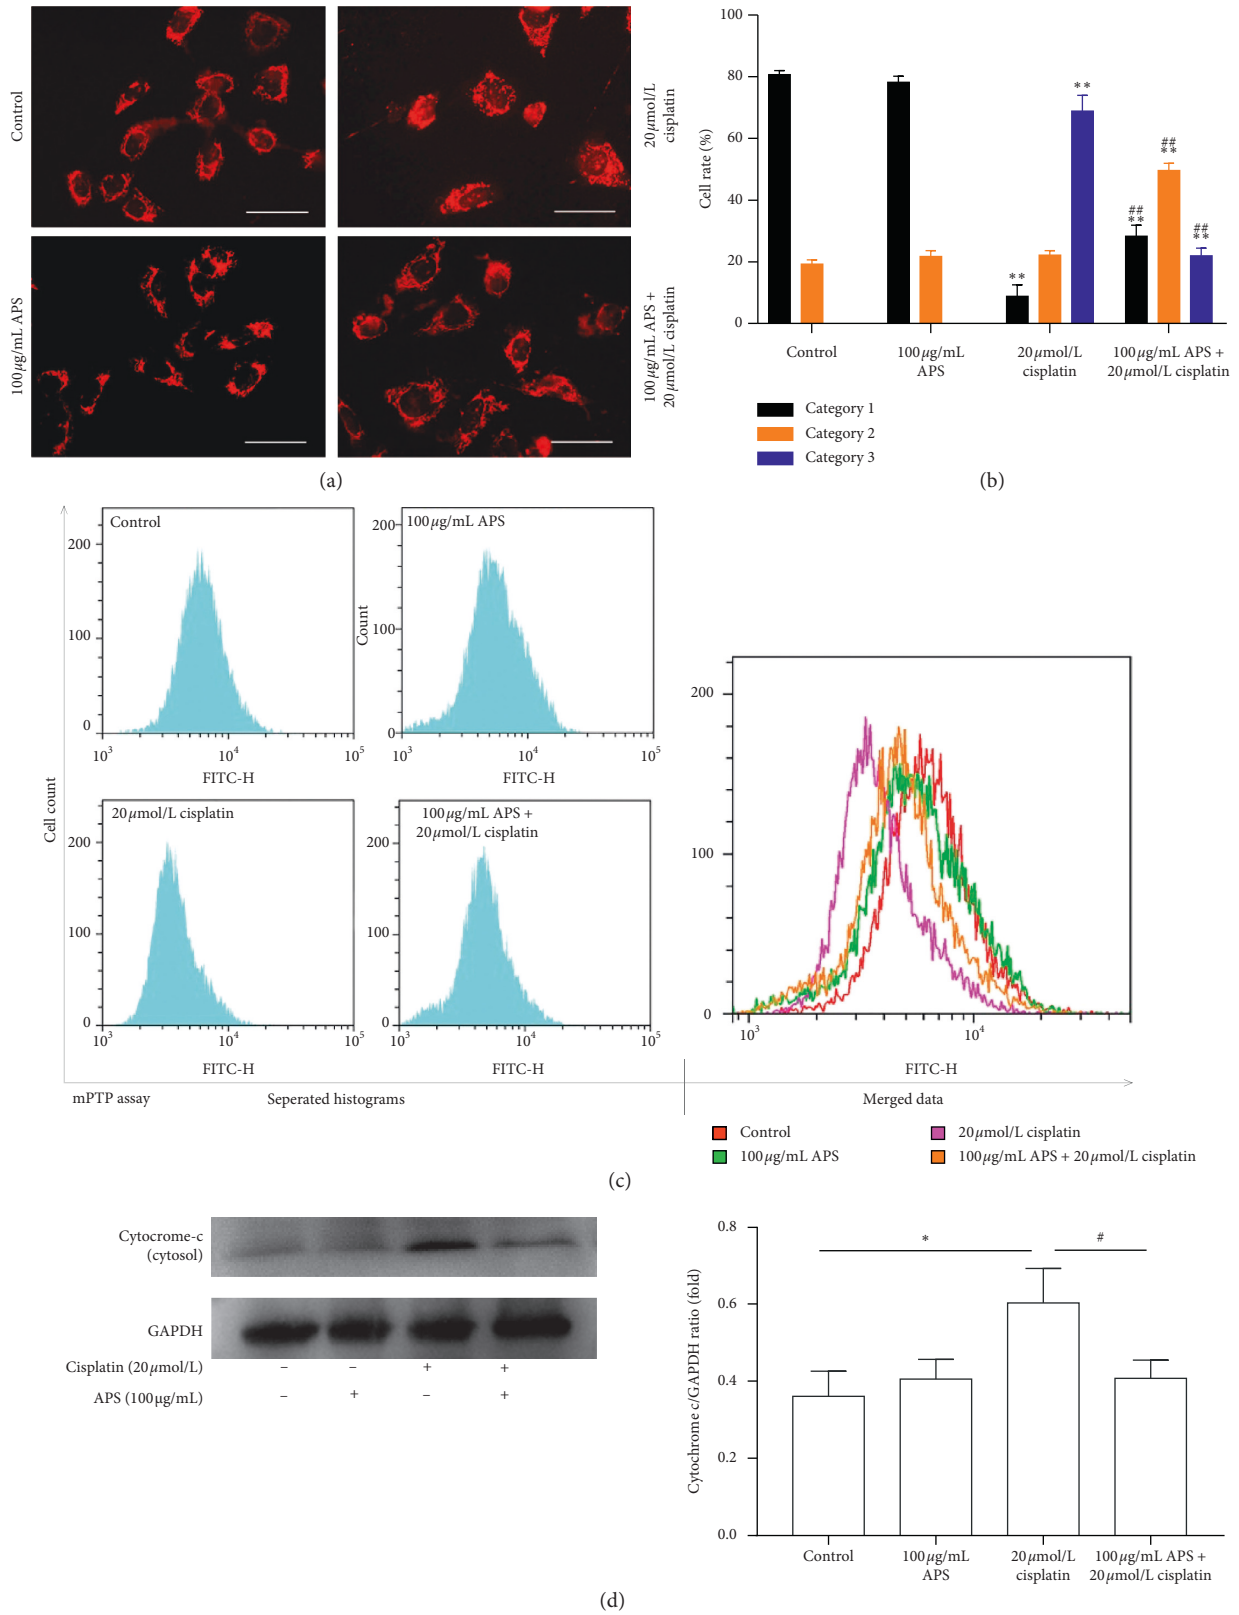 Control
20 μmol/L
cisplatin
100 μg/mL APS
100 μg/mL APS +
20 μmol/L cisplatin
(a)
100
80
60
40
20
0
Cell rate (%)
**
**
##
**
##
**
##
**
Control
100 μg/mL
APS
20 μmol/L
cisplatin
100 μg/mL APS +
20 μmol/L cisplatin
Category 1
Category 2
Category 3
(b)
Cell count
Control
200
100
0
10³ 10⁴ 10⁵
FITC-H
100 μg/mL APS
Count
200
100
0
10³ 10⁴ 10⁵
FITC-H
20 μmol/L cisplatin
200
100
0
10³ 10⁴ 10⁵
FITC-H
100 μg/mL APS +
20 μmol/L cisplatin
200
100
0
10³ 10⁴ 10⁵
FITC-H
200
100
0
10³ 10⁴
FITC-H
mPTP assay
Seperated histograms
Merged data
Control
100 μg/mL APS
20 μmol/L cisplatin
100 μg/mL APS + 20 μmol/L cisplatin
(c)
Cytocrome-c
(cytosol)
GAPDH
Cisplatin (20 μmol/L) – – + +
APS (100 μg/mL) – + – +
Cytochrome c/GAPDH ratio (fold)
0.8
0.6
0.4
0.2
0.0
*
#
Control
100 μg/mL
APS
20 μmol/L
cisplatin
100 μg/mL APS +
20 μmol/L cisplatin
(d)